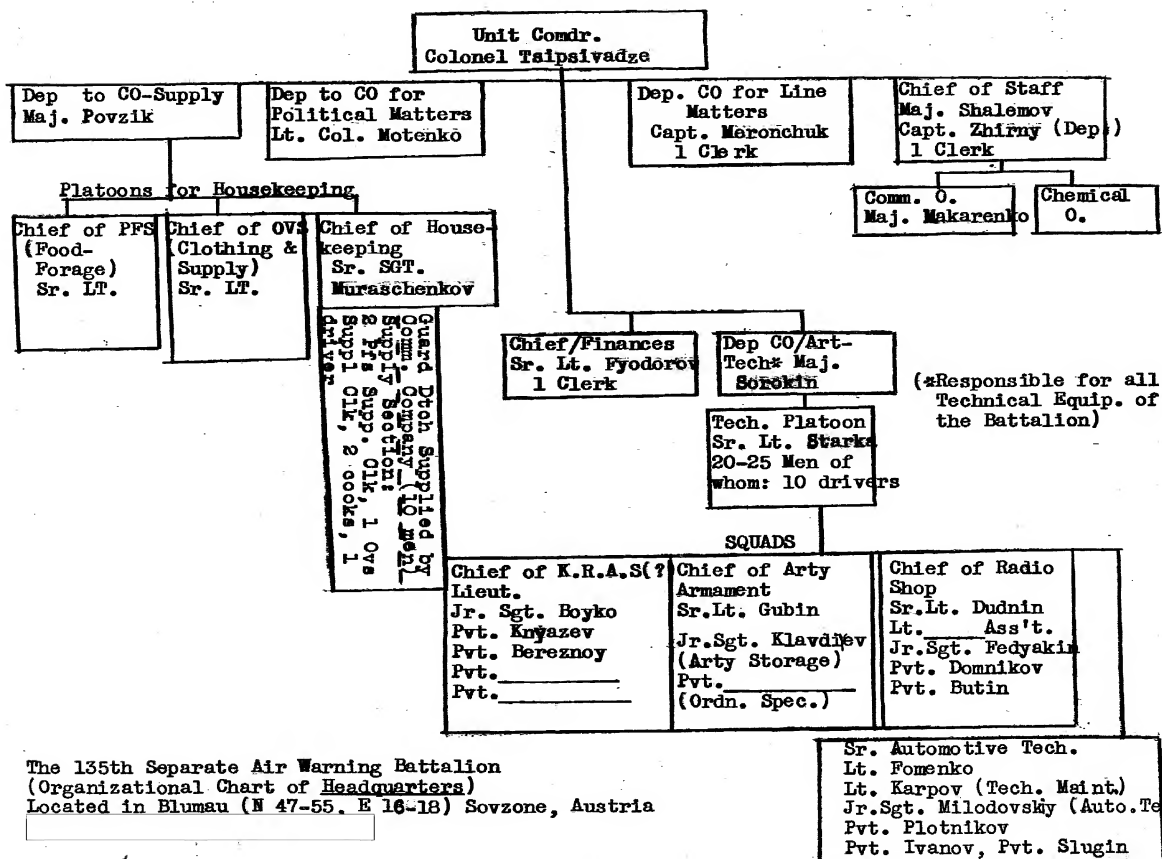 Unit Comdr.
Colonel Tsipsivadze
Dep to CO-Supply
Maj. Povzik
Dep to CO for
Political Matters
Lt. Col. Motenko
Dep. CO for Line
Matters
Capt. Meronchuk
1 Clerk
Chief of Staff
Maj. Shalemov
Capt. Zhirny (Dep.)
1 Clerk
Comm. O.
Maj. Makarenko
Chemical
O.
Platoons for Housekeeping
Chief of PFS
(Food-
Forage)
Sr. LT.
Chief of OVS
(Clothing &
Supply)
Sr. LT.
Chief of House-
keeping
Sr. SGT.
Muraschenkov
Guard Dtch Supplied by
Comm. Company (10 men)
Supply Section:
2 Pfs Supp. Clk, 1 Ovs
Suppl Clk, 2 cooks, 1
driver
Chief/Finances
Sr. Lt. Fyodorov
1 Clerk
Dep CO/Art-
Tech* Maj.
Sorokin
(*Responsible for all
Technical Equip. of
the Battalion)
Tech. Platoon
Sr. Lt. Starks
20-25 Men of
whom: 10 drivers
SQUADS
Chief of K.R.A.S(?)
Lieut.
Jr. Sgt. Boyko
Pvt. Knyazev
Pvt. Bereznoy
Pvt.
Pvt.
Chief of Arty
Armament
Sr.Lt. Gubin
Jr.Sgt. Klavdiyev
(Arty Storage)
Pvt.
(Ordn. Spec.)
Chief of Radio
Shop
Sr.Lt. Dudnin
Lt._____Ass't.
Jr.Sgt. Fedyakin
Pvt. Domnikov
Pvt. Butin
Sr. Automotive Tech.
Lt. Fomenko
Lt. Karpov (Tech. Maint.)
Jr.Sgt. Milodovskiy (Auto.Te
Pvt. Plotnikov
Pvt. Ivanov, Pvt. Slugin
The 135th Separate Air Warning Battalion
(Organizational Chart of Headquarters)
Located in Blumau (N 47-55. E 16-18) Sovzone, Austria